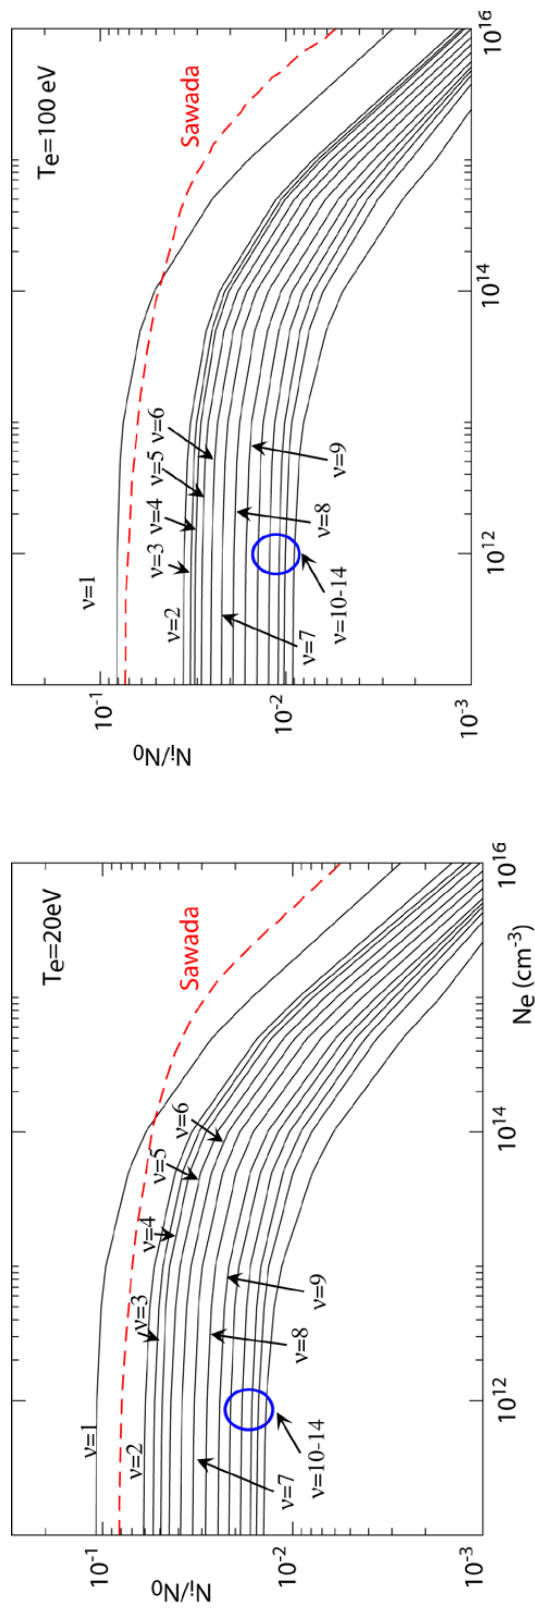 Te=20eV
Sawada
ν=1
ν=2
ν=3
ν=4
ν=5
ν=6
ν=7
ν=8
ν=9
ν=10-14
10-1
10-2
10-3
Ni/N0
1012
1014
1016
Ne (cm-3)
Te=100 eV
Sawada
ν=1
ν=2
ν=3
ν=4
ν=5
ν=6
ν=7
ν=8
ν=9
ν=10-14
10-1
10-2
10-3
Ni/N0
1012
1014
1016